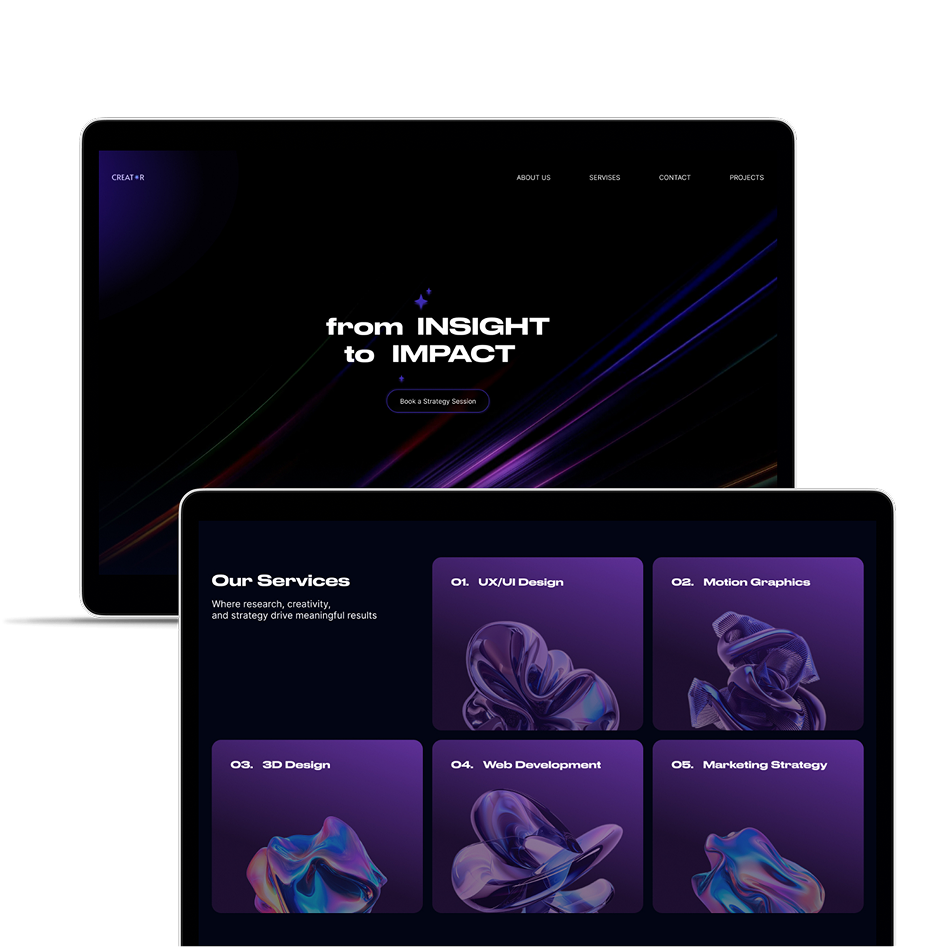 CREAT✦R
ABOUT US
SERVISES
CONTACT
PROJECTS
from INSIGHT
to IMPACT
Book a Strategy Session
Our Services
Where research, creativity,
and strategy drive meaningful results
01. UX/UI Design
02. Motion Graphics
03. 3D Design
04. Web Development
05. Marketing Strategy